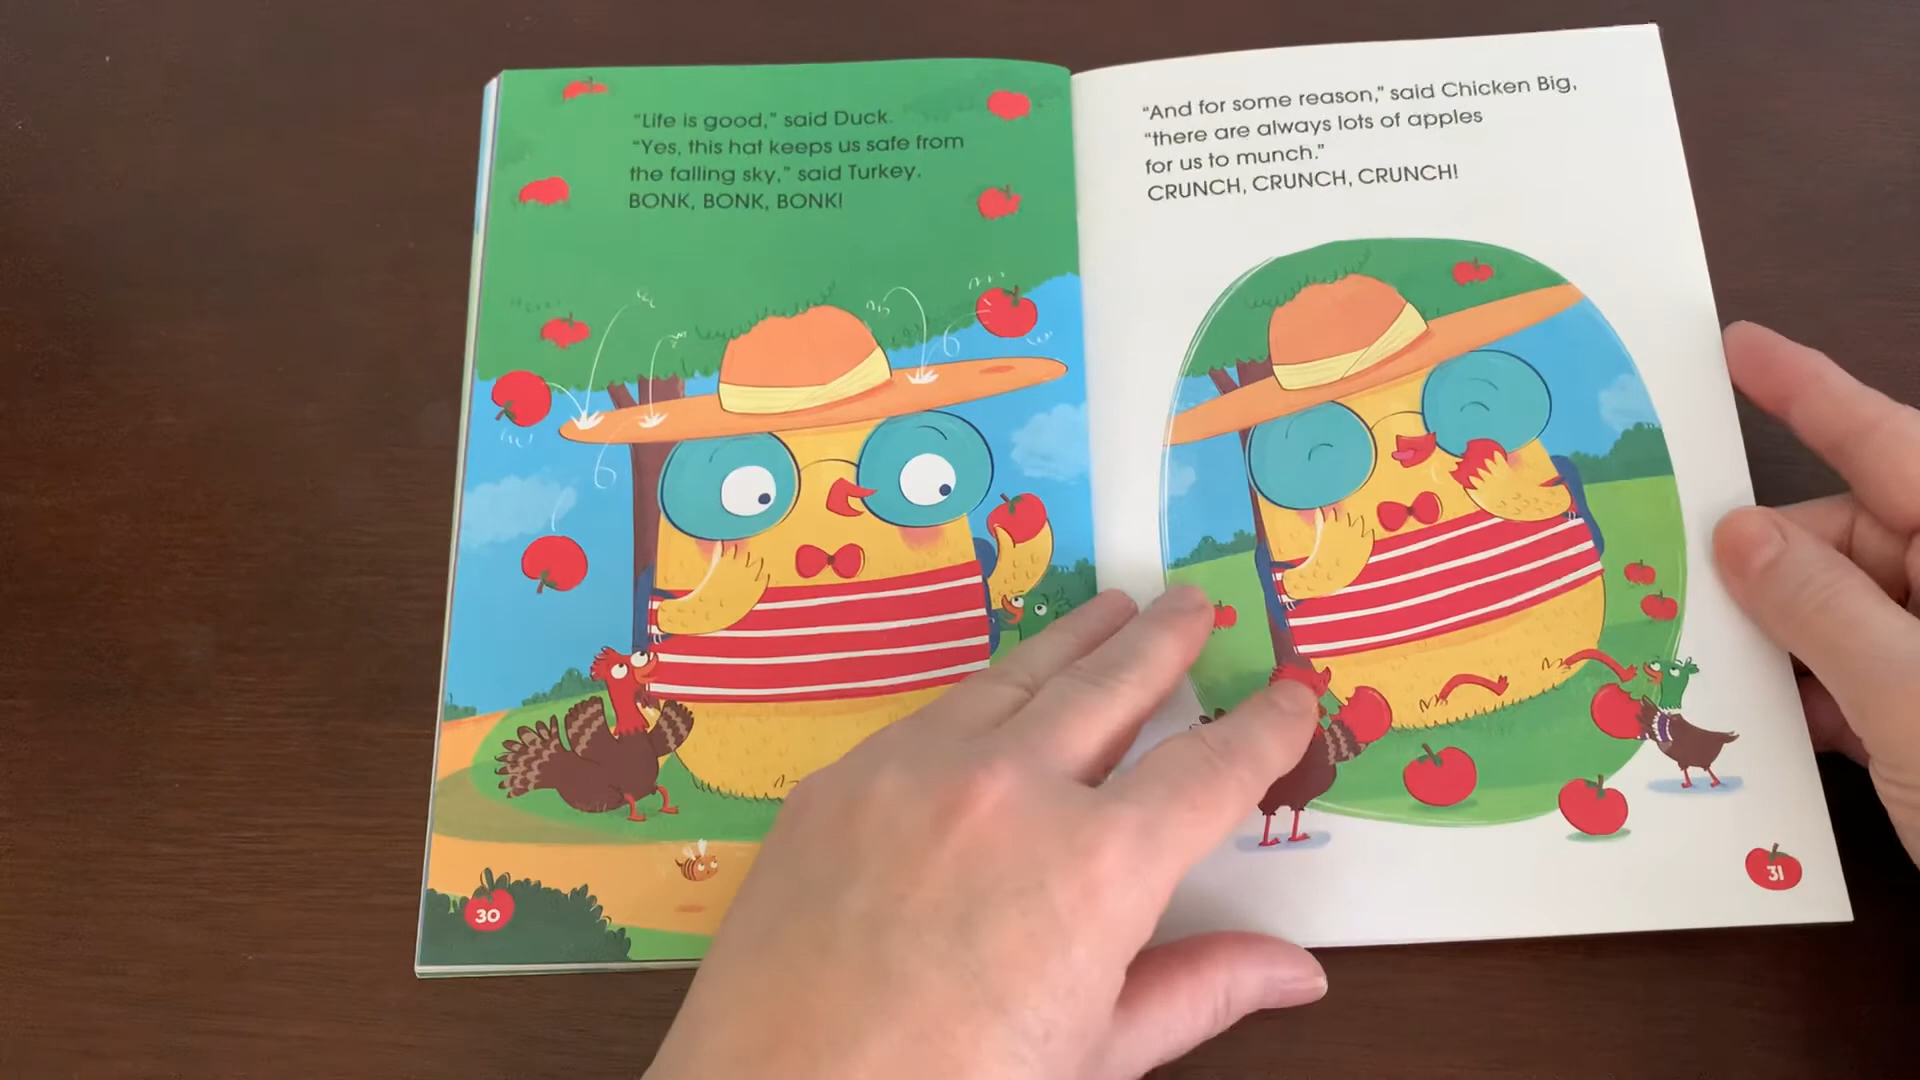 “Life is good,” said Duck.
“Yes, this hat keeps us safe from
the falling sky,” said Turkey.
BONK, BONK, BONK!
30
“And for some reason,” said Chicken Big,
“there are always lots of apples
for us to munch.”
CRUNCH, CRUNCH, CRUNCH!
31